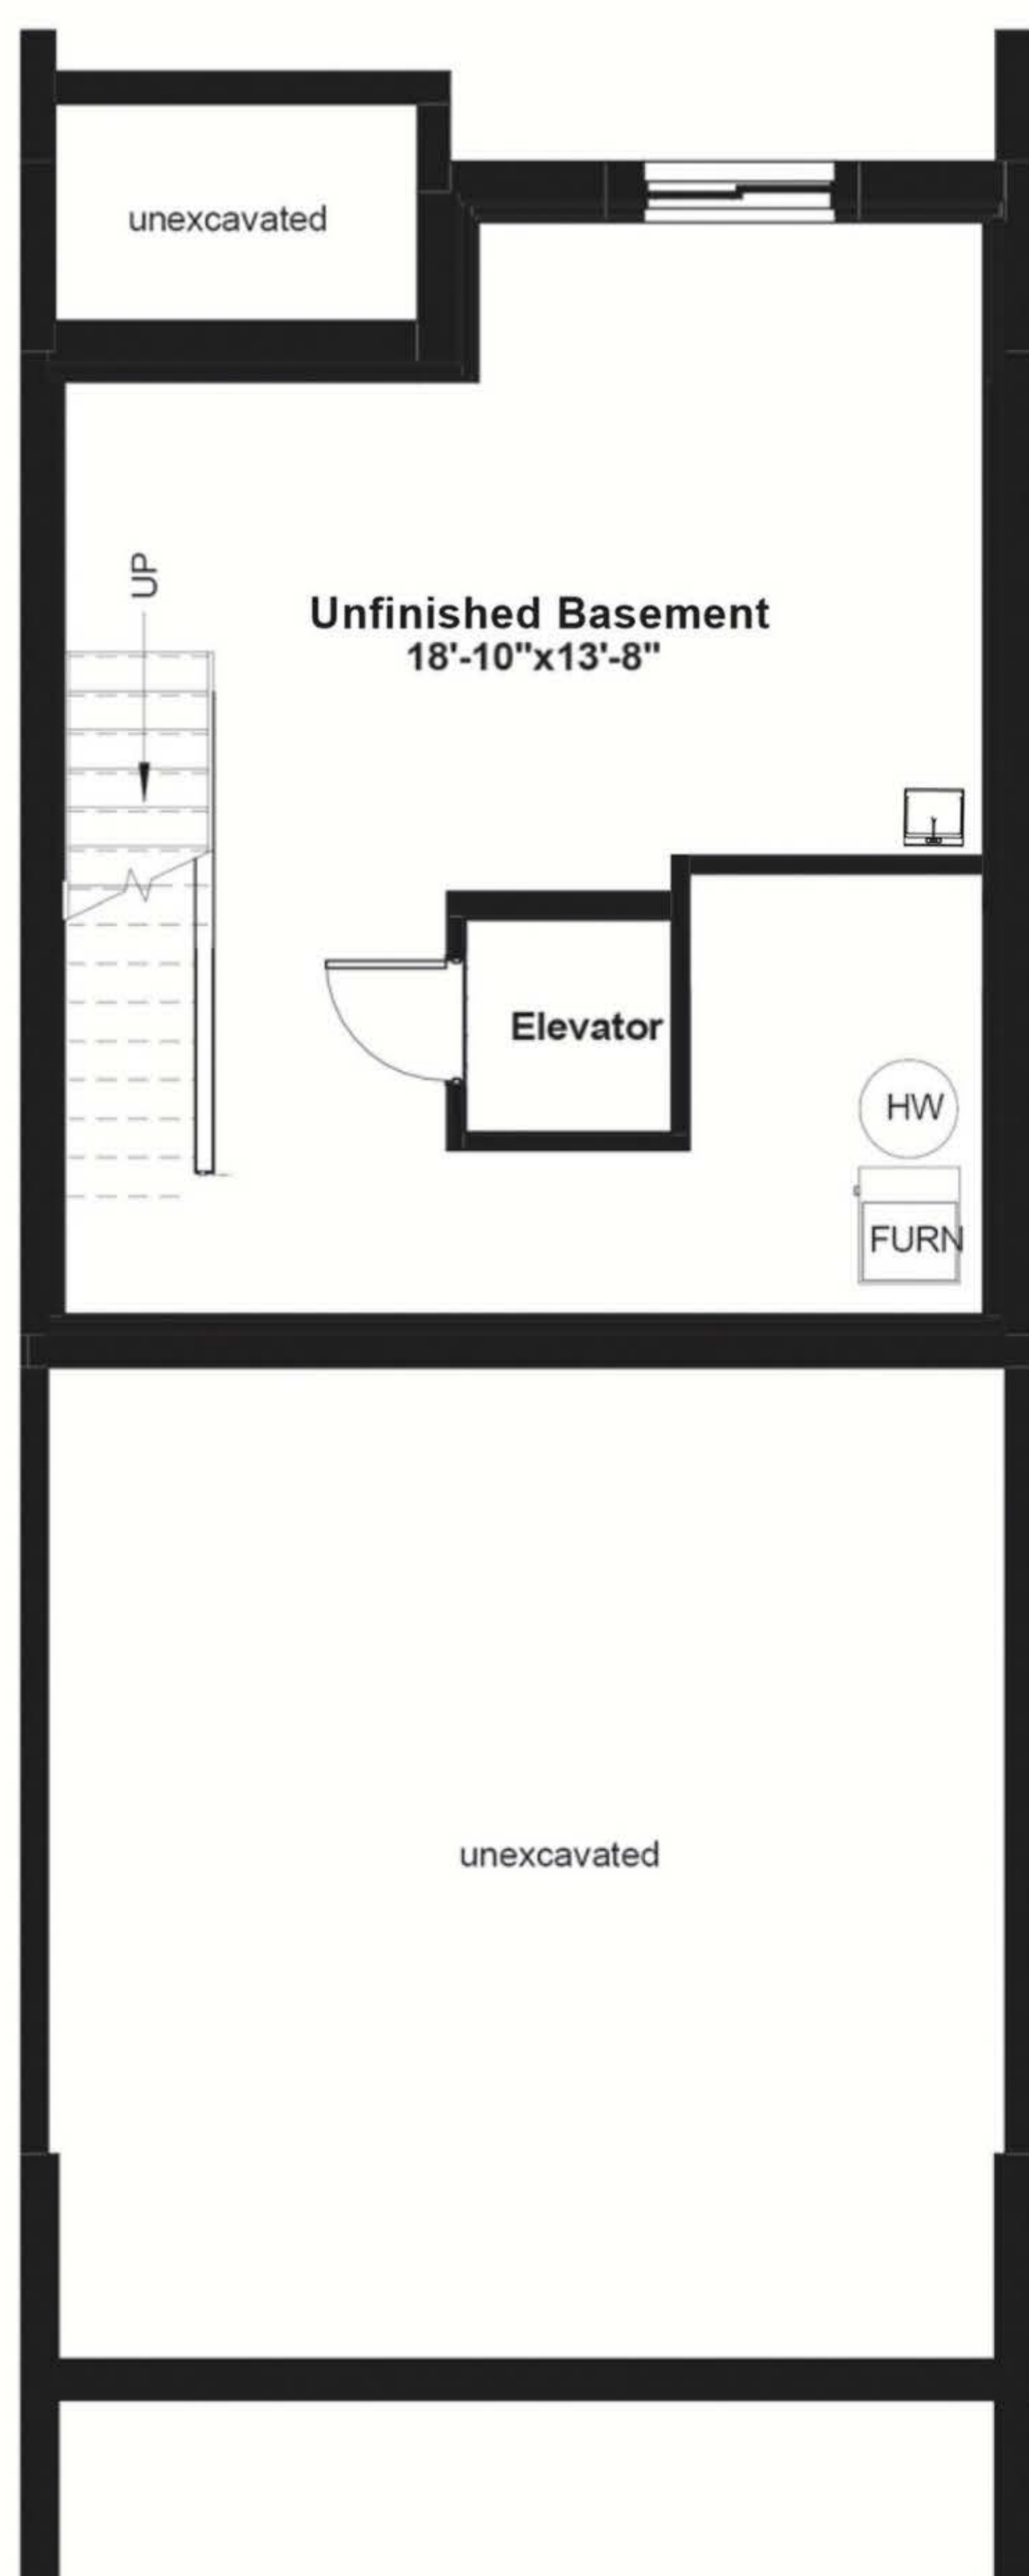 unexcavated
UP
Unfinished Basement
18'-10"x13'-8"
Elevator
HW
FURN
unexcavated